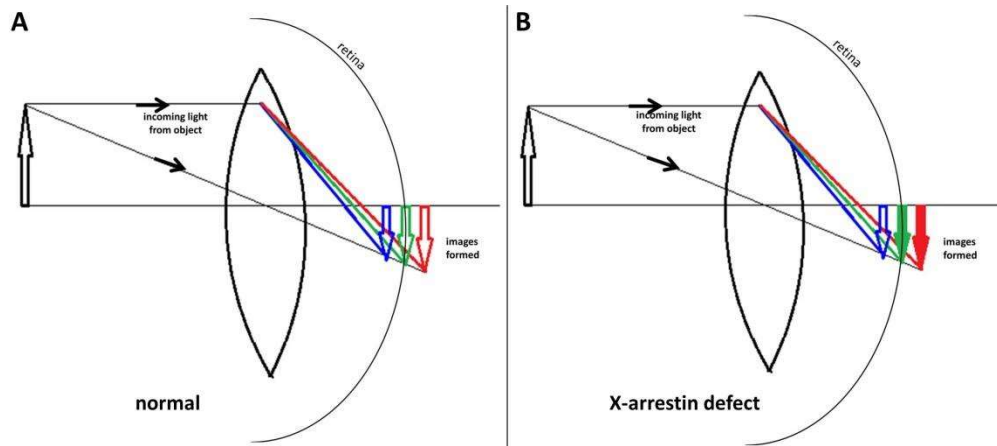 A
retina
incoming light
from object
images
formed
normal
B
retina
incoming light
from object
images
formed
X-arrestin defect